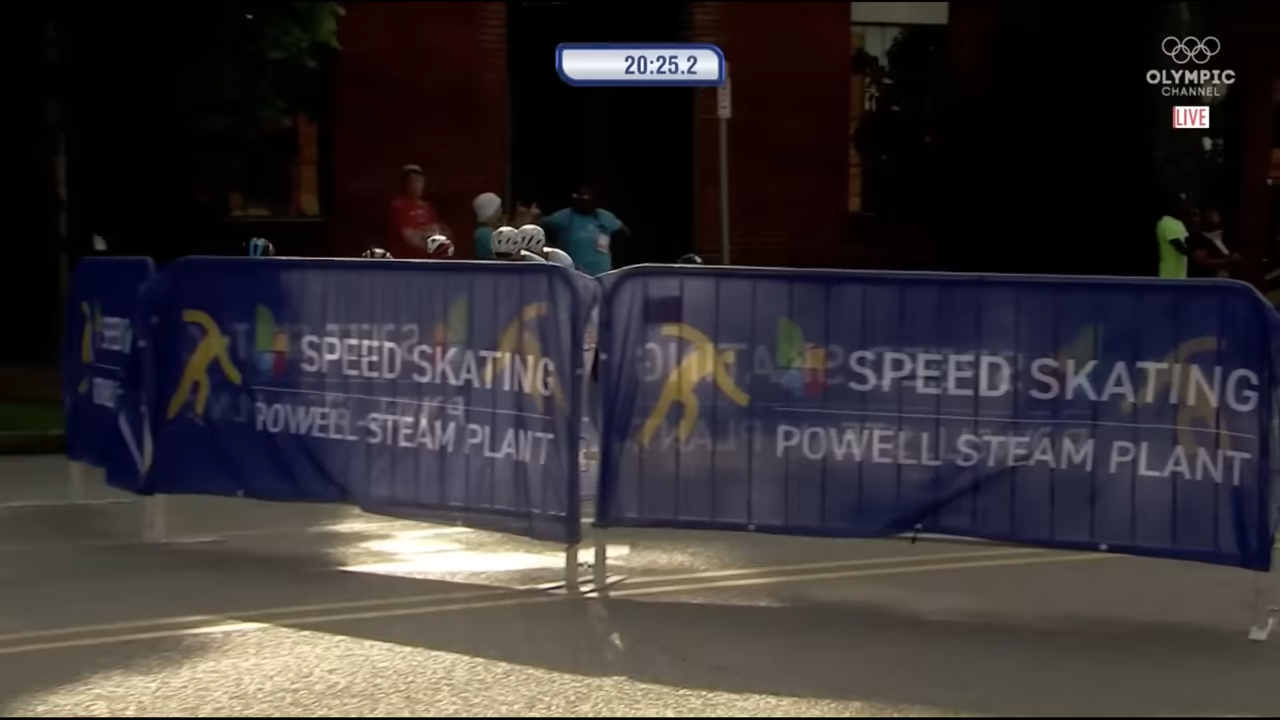 20:25.2
OLYMPIC
CHANNEL
LIVE
SPEED SKATING
POWELL STEAM PLANT
SPEED SKATING
POWELL STEAM PLANT